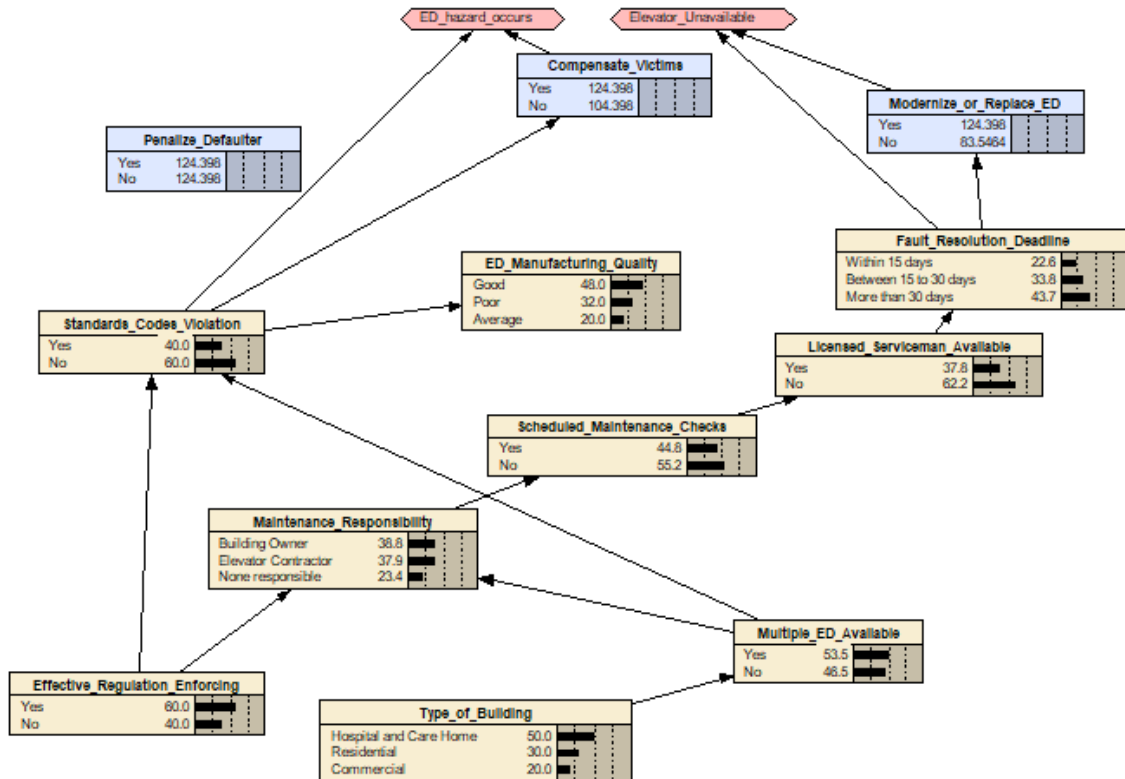 ED_hazard_occurs
Elevator_Unavailable
Compensate_Victims
Yes 124.398
No 104.398
Modernize_or_Replace_ED
Yes 124.398
No 83.5464
Penalize_Defaulter
Yes 124.398
No 124.398
Fault_Resolution_Deadline
Within 15 days 22.6
Between 15 to 30 days 33.8
More than 30 days 43.7
ED_Manufacturing_Quality
Good 48.0
Poor 32.0
Average 20.0
Standards_Codes_Violation
Yes 40.0
No 60.0
Licensed_Serviceman_Available
Yes 37.8
No 62.2
Scheduled_Maintenance_Checks
Yes 44.8
No 55.2
Maintenance_Responsibility
Building Owner 38.8
Elevator Contractor 37.9
None responsible 23.4
Multiple_ED_Available
Yes 53.5
No 46.5
Effective_Regulation_Enforcing
Yes 60.0
No 40.0
Type_of_Building
Hospital and Care Home 50.0
Residential 30.0
Commercial 20.0